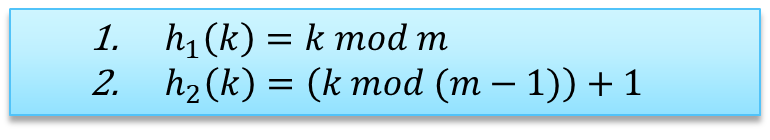 1. h₁(k) = k mod m
2. h₂(k) = (k mod (m − 1)) + 1